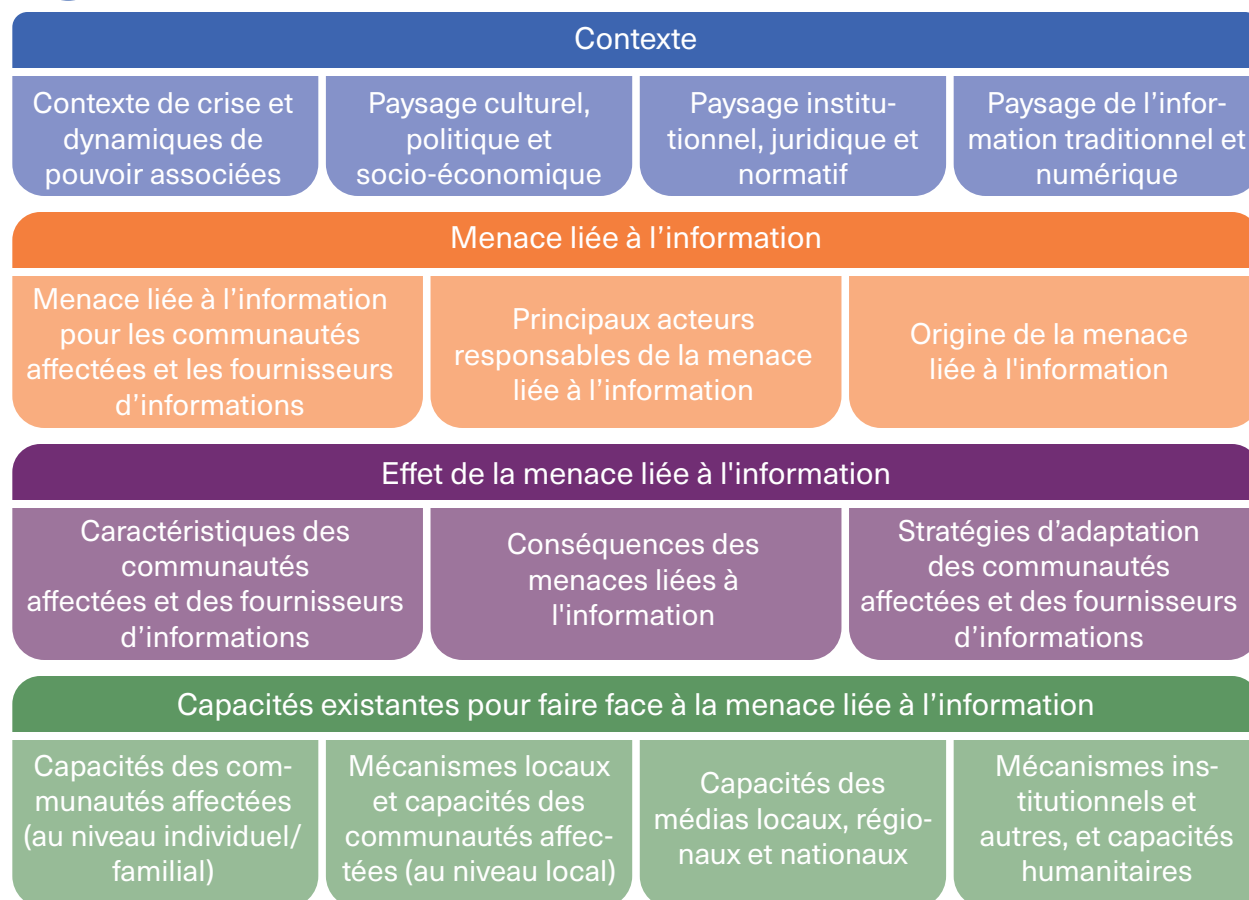 Contexte
Contexte de crise et
dynamiques de
pouvoir associées
Paysage culturel,
politique et
socio-économique
Paysage institu-
tionnel, juridique et
normatif
Paysage de l’infor-
mation traditionnel et
numérique
Menace liée à l’information
Menace liée à l’information
pour les communautés
affectées et les fournisseurs
d’informations
Principaux acteurs
responsables de la menace
liée à l’information
Origine de la menace
liée à l'information
Effet de la menace liée à l'information
Caractéristiques des
communautés
affectées et des fournisseurs
d’informations
Conséquences des
menaces liées à
l'information
Stratégies d’adaptation
des communautés
affectées et des fournisseurs
d’informations
Capacités existantes pour faire face à la menace liée à l’information
Capacités des com-
munautés affectées
(au niveau individuel/
familial)
Mécanismes locaux
et capacités des
communautés affec-
tées (au niveau local)
Capacités des
médias locaux, régio-
naux et nationaux
Mécanismes ins-
titutionnels et
autres, et capacités
humanitaires